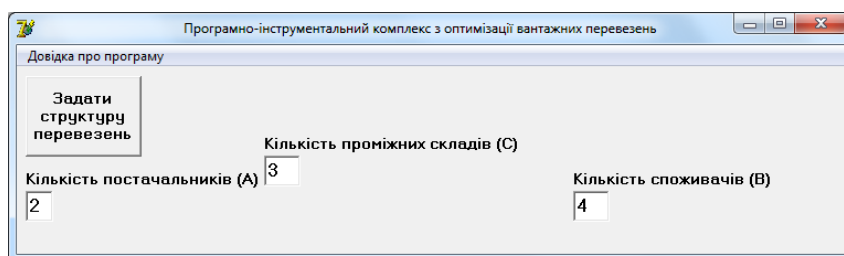 Програмно-інструментальний комплекс з оптимізації вантажних перевезень
Довідка про програму
Задати
структуру
перевезень
Кількість проміжних складів (C)
3
Кількість постачальників (A)
2
Кількість споживачів (B)
4